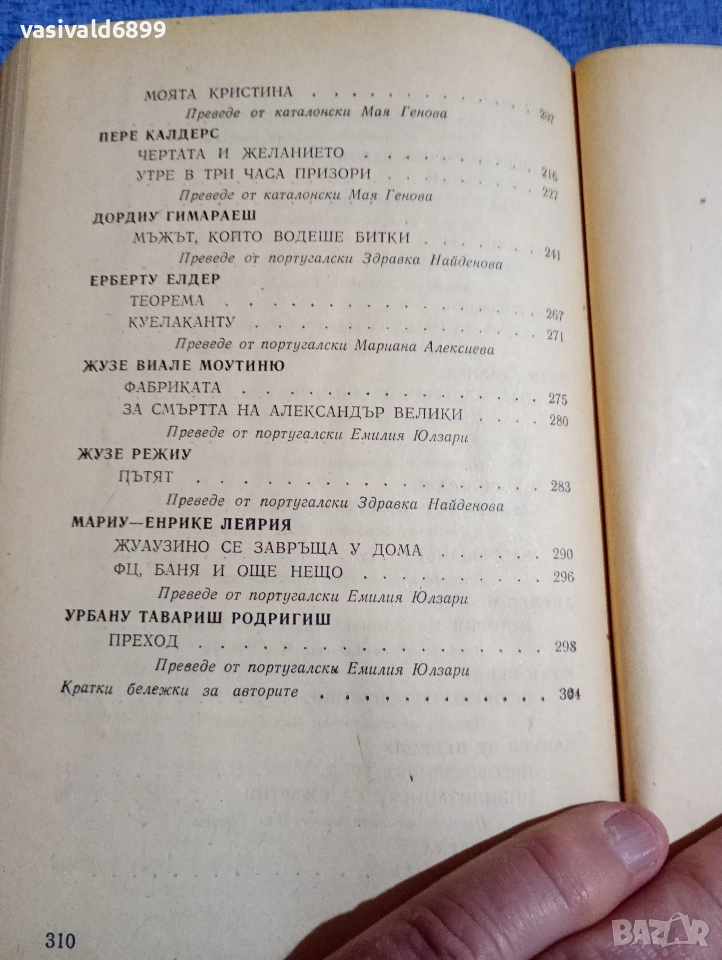 vasivald6899
МОЯТА КРИСТИНА . . . . . . . . . . 207
Преведе от каталонски Мая Генова
ПЕРЕ КАЛДЕРС
ЧЕРТАТА И ЖЕЛАНИЕТО . . . . . . . . 216
УТРЕ В ТРИ ЧАСА ПРИЗОРИ . . . . . . . 227
Преведе от каталонски Мая Генова
ДОРДИУ ГИМАРАЕШ
МЪЖЪТ, КОЙТО ВОДЕШЕ БИТКИ . . . . . . 241
Преведе от португалски Здравка Найденова
ЕРБЕРТУ ЕЛДЕР
ТЕОРЕМА . . . . . . . . . . . . . 267
КУЕЛАКАНТУ . . . . . . . . . . . . 271
Преведе от португалски Мариана Алексиева
ЖУЗЕ ВИАЛЕ МОУТИНЮ
ФАБРИКАТА . . . . . . . . . . . . 275
ЗА СМЪРТТА НА АЛЕКСАНДЪР ВЕЛИКИ . . . . 280
Преведе от португалски Емилия Юлзари
ЖУЗЕ РЕЖИУ
ПЪТЯТ . . . . . . . . . . . . . . 283
Преведе от португалски Здравка Найденова
МАРИУ—ЕНРИКЕ ЛЕЙРИЯ
ЖУАУЗИНО СЕ ЗАВРЪЩА У ДОМА . . . . . . 290
ФЦ, БАНЯ И ОЩЕ НЕЩО . . . . . . . . 296
Преведе от португалски Емилия Юлзари
УРБАНУ ТАВАРИШ РОДРИГИШ
ПРЕХОД . . . . . . . . . . . . . . 298
Преведе от португалски Емилия Юлзари
Кратки бележки за авторите . . . . . . . . . 304
310
BAZAR